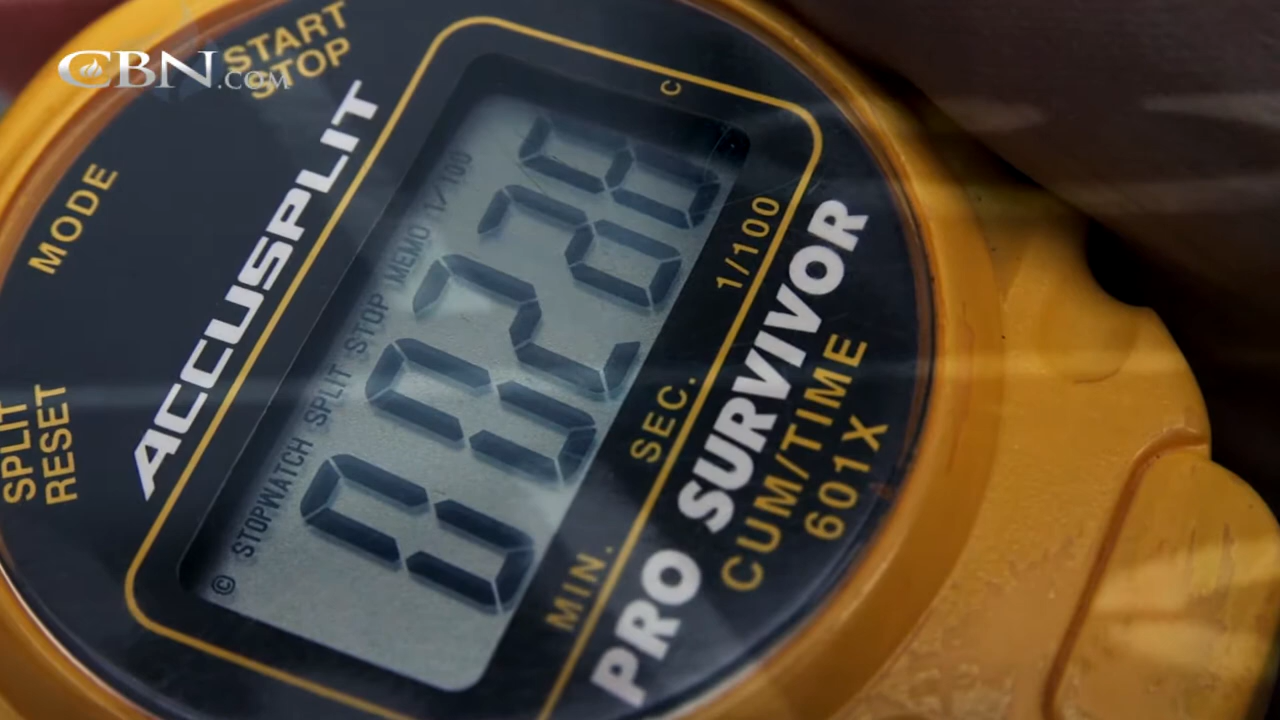 CBN.COM
START
STOP
MODE
ACCUSPLIT
SPLIT
RESET
C
© STOPWATCH SPLIT STOP MEMO 1/100
002
MIN. SEC. 1/100
PRO SURVIVOR
CUM/TIME
601X